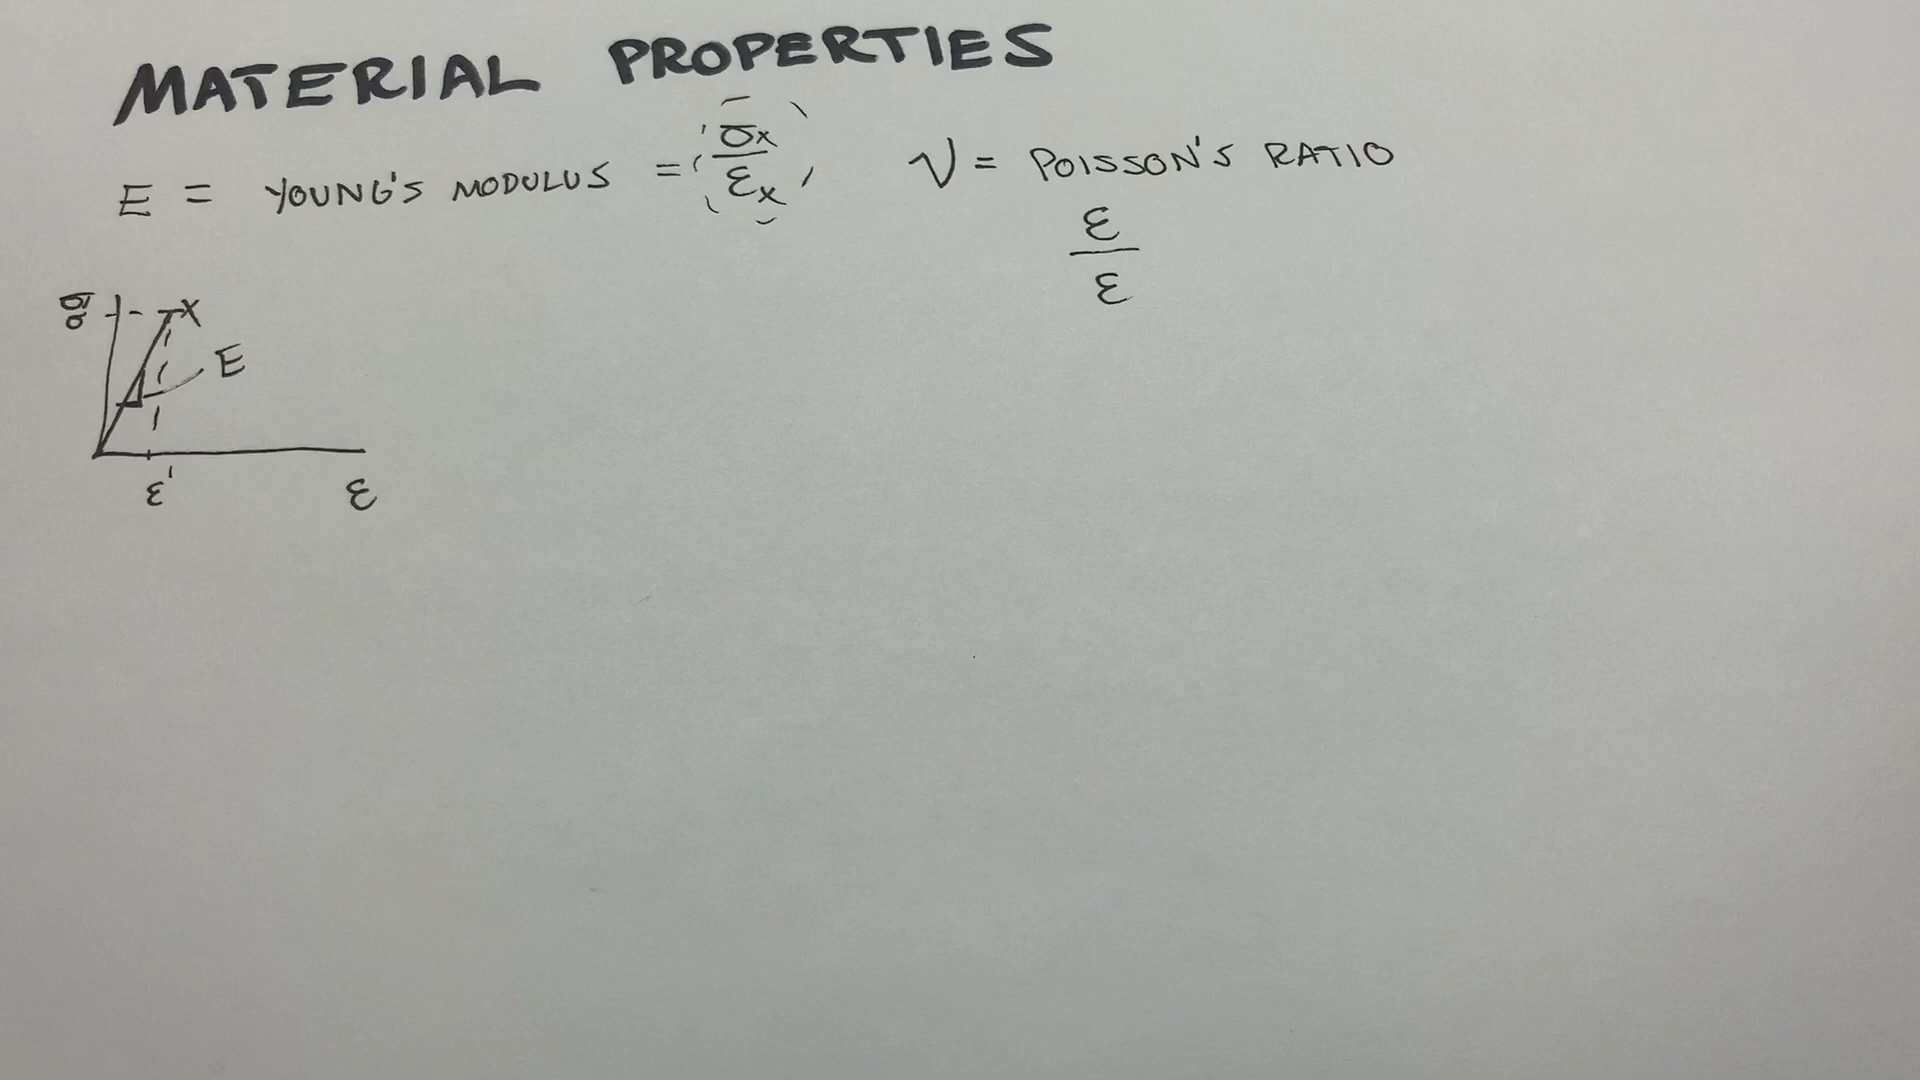 MATERIAL PROPERTIES
E = YOUNG'S MODULUS = σx / εx
ν = POISSON'S RATIO
ε / ε
σ
x
E
ε'
ε